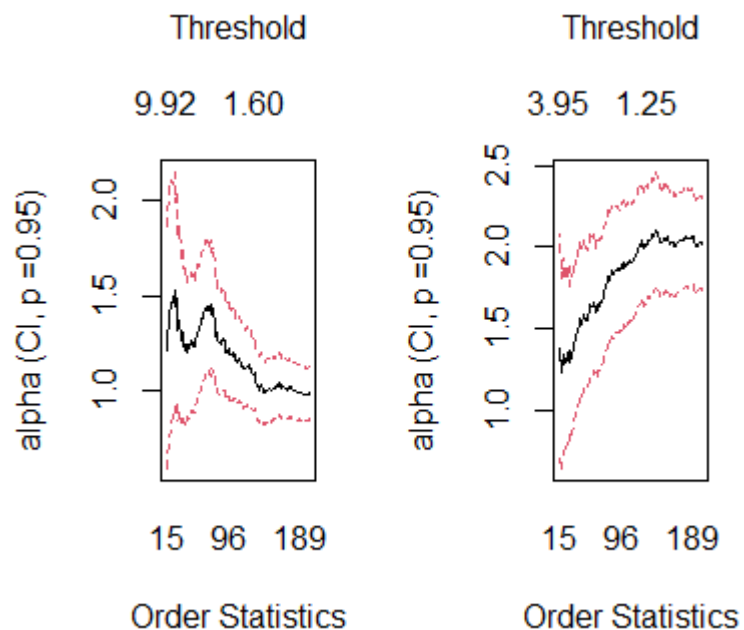 Threshold
9.92 1.60
alpha (CI, p =0.95)
1.0 1.5 2.0
15 96 189
Order Statistics
Threshold
3.95 1.25
alpha (CI, p =0.95)
1.0 1.5 2.0 2.5
15 96 189
Order Statistics